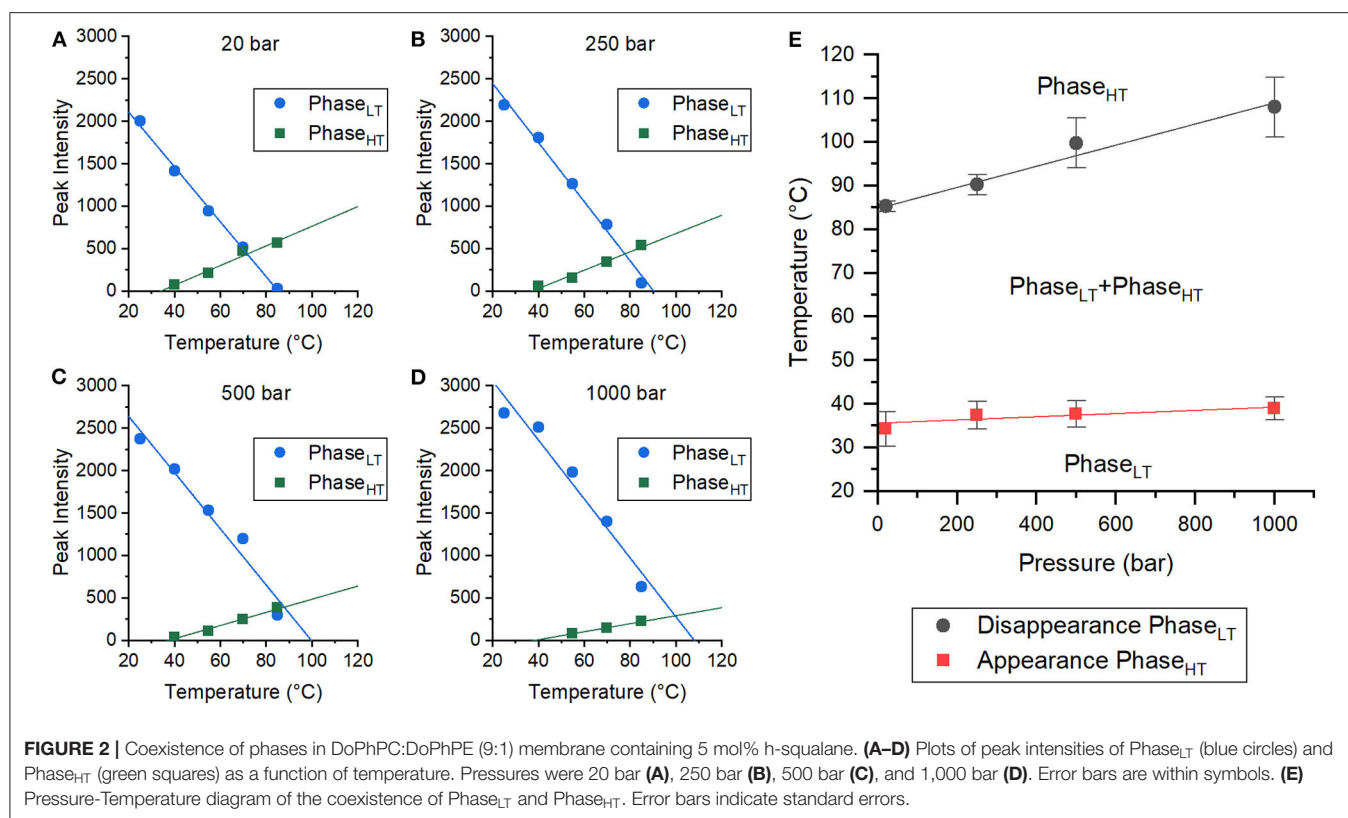 A
20 bar
3000
2500
2000
1500
1000
500
0
Peak Intensity
Phase_LT
Phase_HT
20 40 60 80 100 120
Temperature (°C)
B
250 bar
3000
2500
2000
1500
1000
500
0
Peak Intensity
Phase_LT
Phase_HT
20 40 60 80 100 120
Temperature (°C)
C
500 bar
3000
2500
2000
1500
1000
500
0
Peak Intensity
Phase_LT
Phase_HT
20 40 60 80 100 120
Temperature (°C)
D
1000 bar
3000
2500
2000
1500
1000
500
0
Peak Intensity
Phase_LT
Phase_HT
20 40 60 80 100 120
Temperature (°C)
E
120
110
100
90
80
70
60
50
40
30
20
Temperature (°C)
Phase_HT
Phase_LT+Phase_HT
Phase_LT
0 200 400 600 800 1000
Pressure (bar)
Disappearance Phase_LT
Appearance Phase_HT
FIGURE 2 | Coexistence of phases in DoPhPC:DoPhPE (9:1) membrane containing 5 mol% h-squalane. (A–D) Plots of peak intensities of Phase_LT (blue circles) and
Phase_HT (green squares) as a function of temperature. Pressures were 20 bar (A), 250 bar (B), 500 bar (C), and 1,000 bar (D). Error bars are within symbols. (E)
Pressure-Temperature diagram of the coexistence of Phase_LT and Phase_HT. Error bars indicate standard errors.